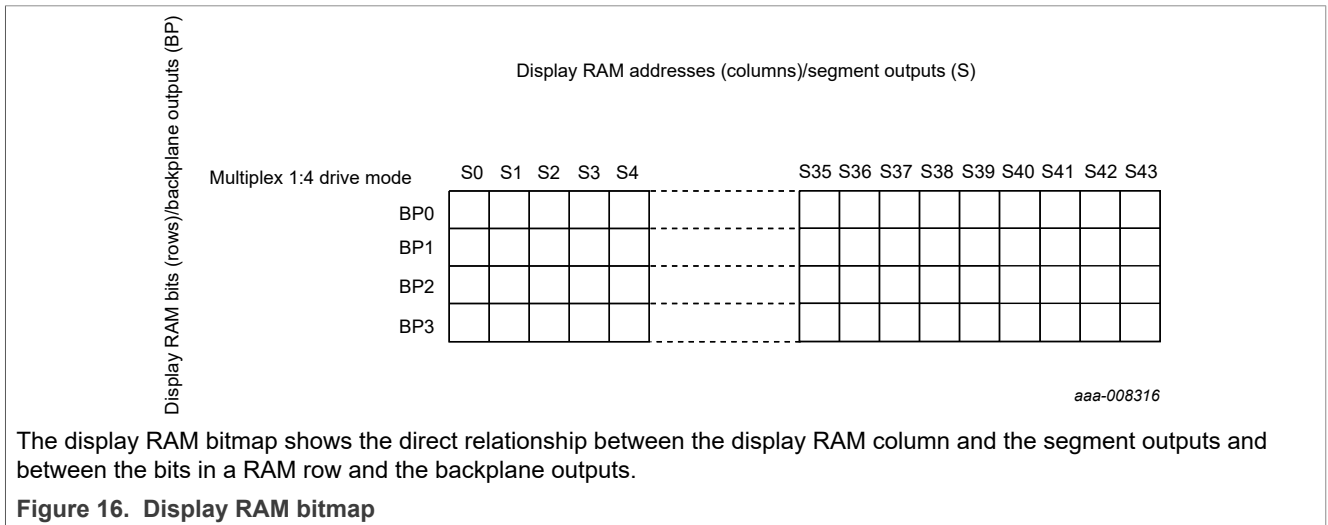 Display RAM bits (rows)/backplane outputs (BP)
Display RAM addresses (columns)/segment outputs (S)
Multiplex 1:4 drive mode
S0 S1 S2 S3 S4 S35 S36 S37 S38 S39 S40 S41 S42 S43
BP0
BP1
BP2
BP3
aaa-008316
The display RAM bitmap shows the direct relationship between the display RAM column and the segment outputs and
between the bits in a RAM row and the backplane outputs.
Figure 16. Display RAM bitmap